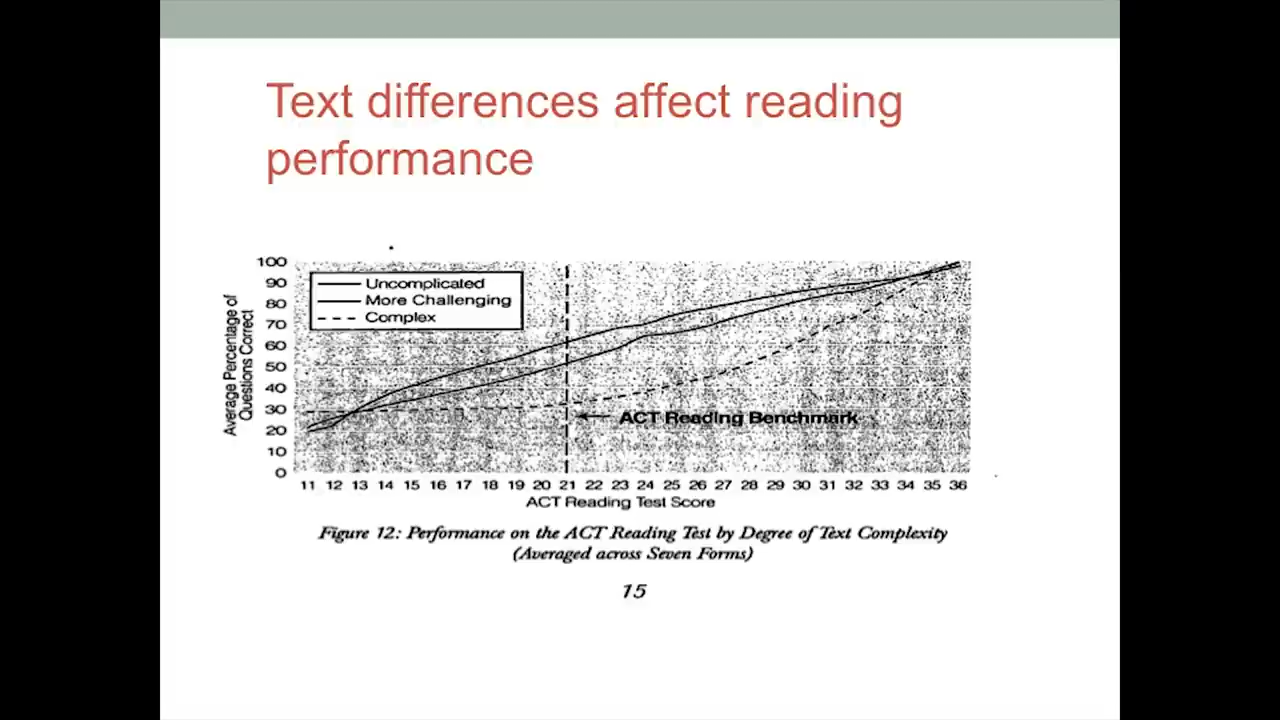 Text differences affect reading
performance
Average Percentage of
Questions Correct
100
90
80
70
60
50
40
30
20
10
0
Uncomplicated
More Challenging
Complex
ACT Reading Benchmark
11 12 13 14 15 16 17 18 19 20 21 22 23 24 25 26 27 28 29 30 31 32 33 34 35 36
ACT Reading Test Score
Figure 12: Performance on the ACT Reading Test by Degree of Text Complexity
(Averaged across Seven Forms)
15